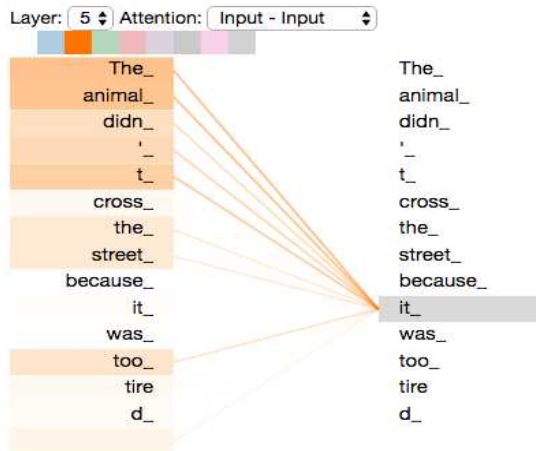 Layer: 5 Attention: Input - Input
The_ The_
animal_ animal_
didn_ didn_
'_ '_
t_ t_
cross_ cross_
the_ the_
street_ street_
because_ because_
it_ it_
was_ was_
too_ too_
tire tire
d_ d_